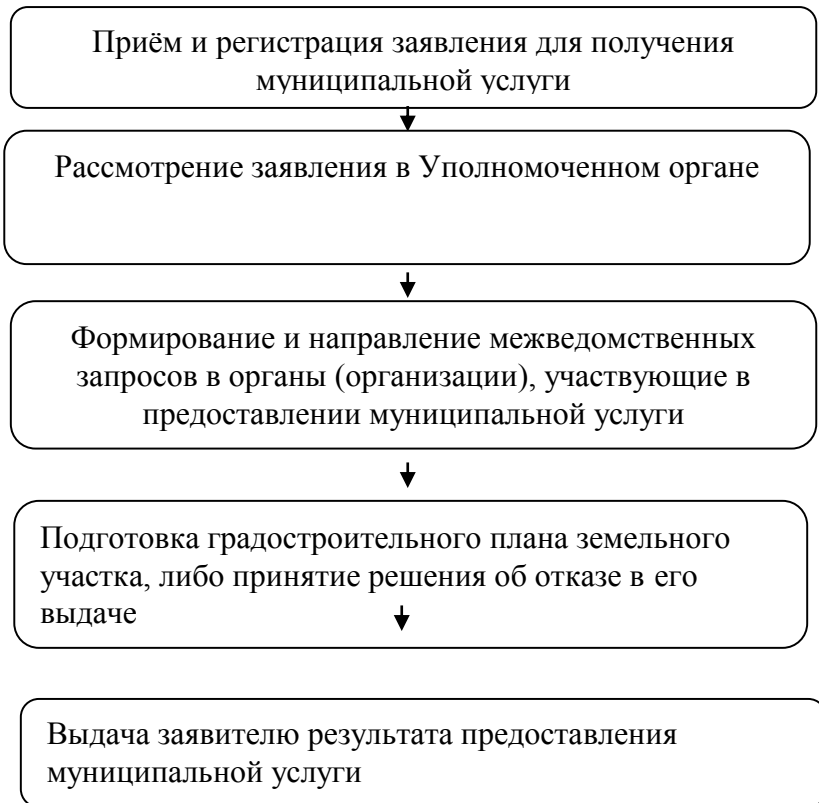 Приём и регистрация заявления для получения
муниципальной услуги
Рассмотрение заявления в Уполномоченном органе
Формирование и направление межведомственных
запросов в органы (организации), участвующие в
предоставлении муниципальной услуги
Подготовка градостроительного плана земельного
участка, либо принятие решения об отказе в его
выдаче
Выдача заявителю результата предоставления
муниципальной услуги